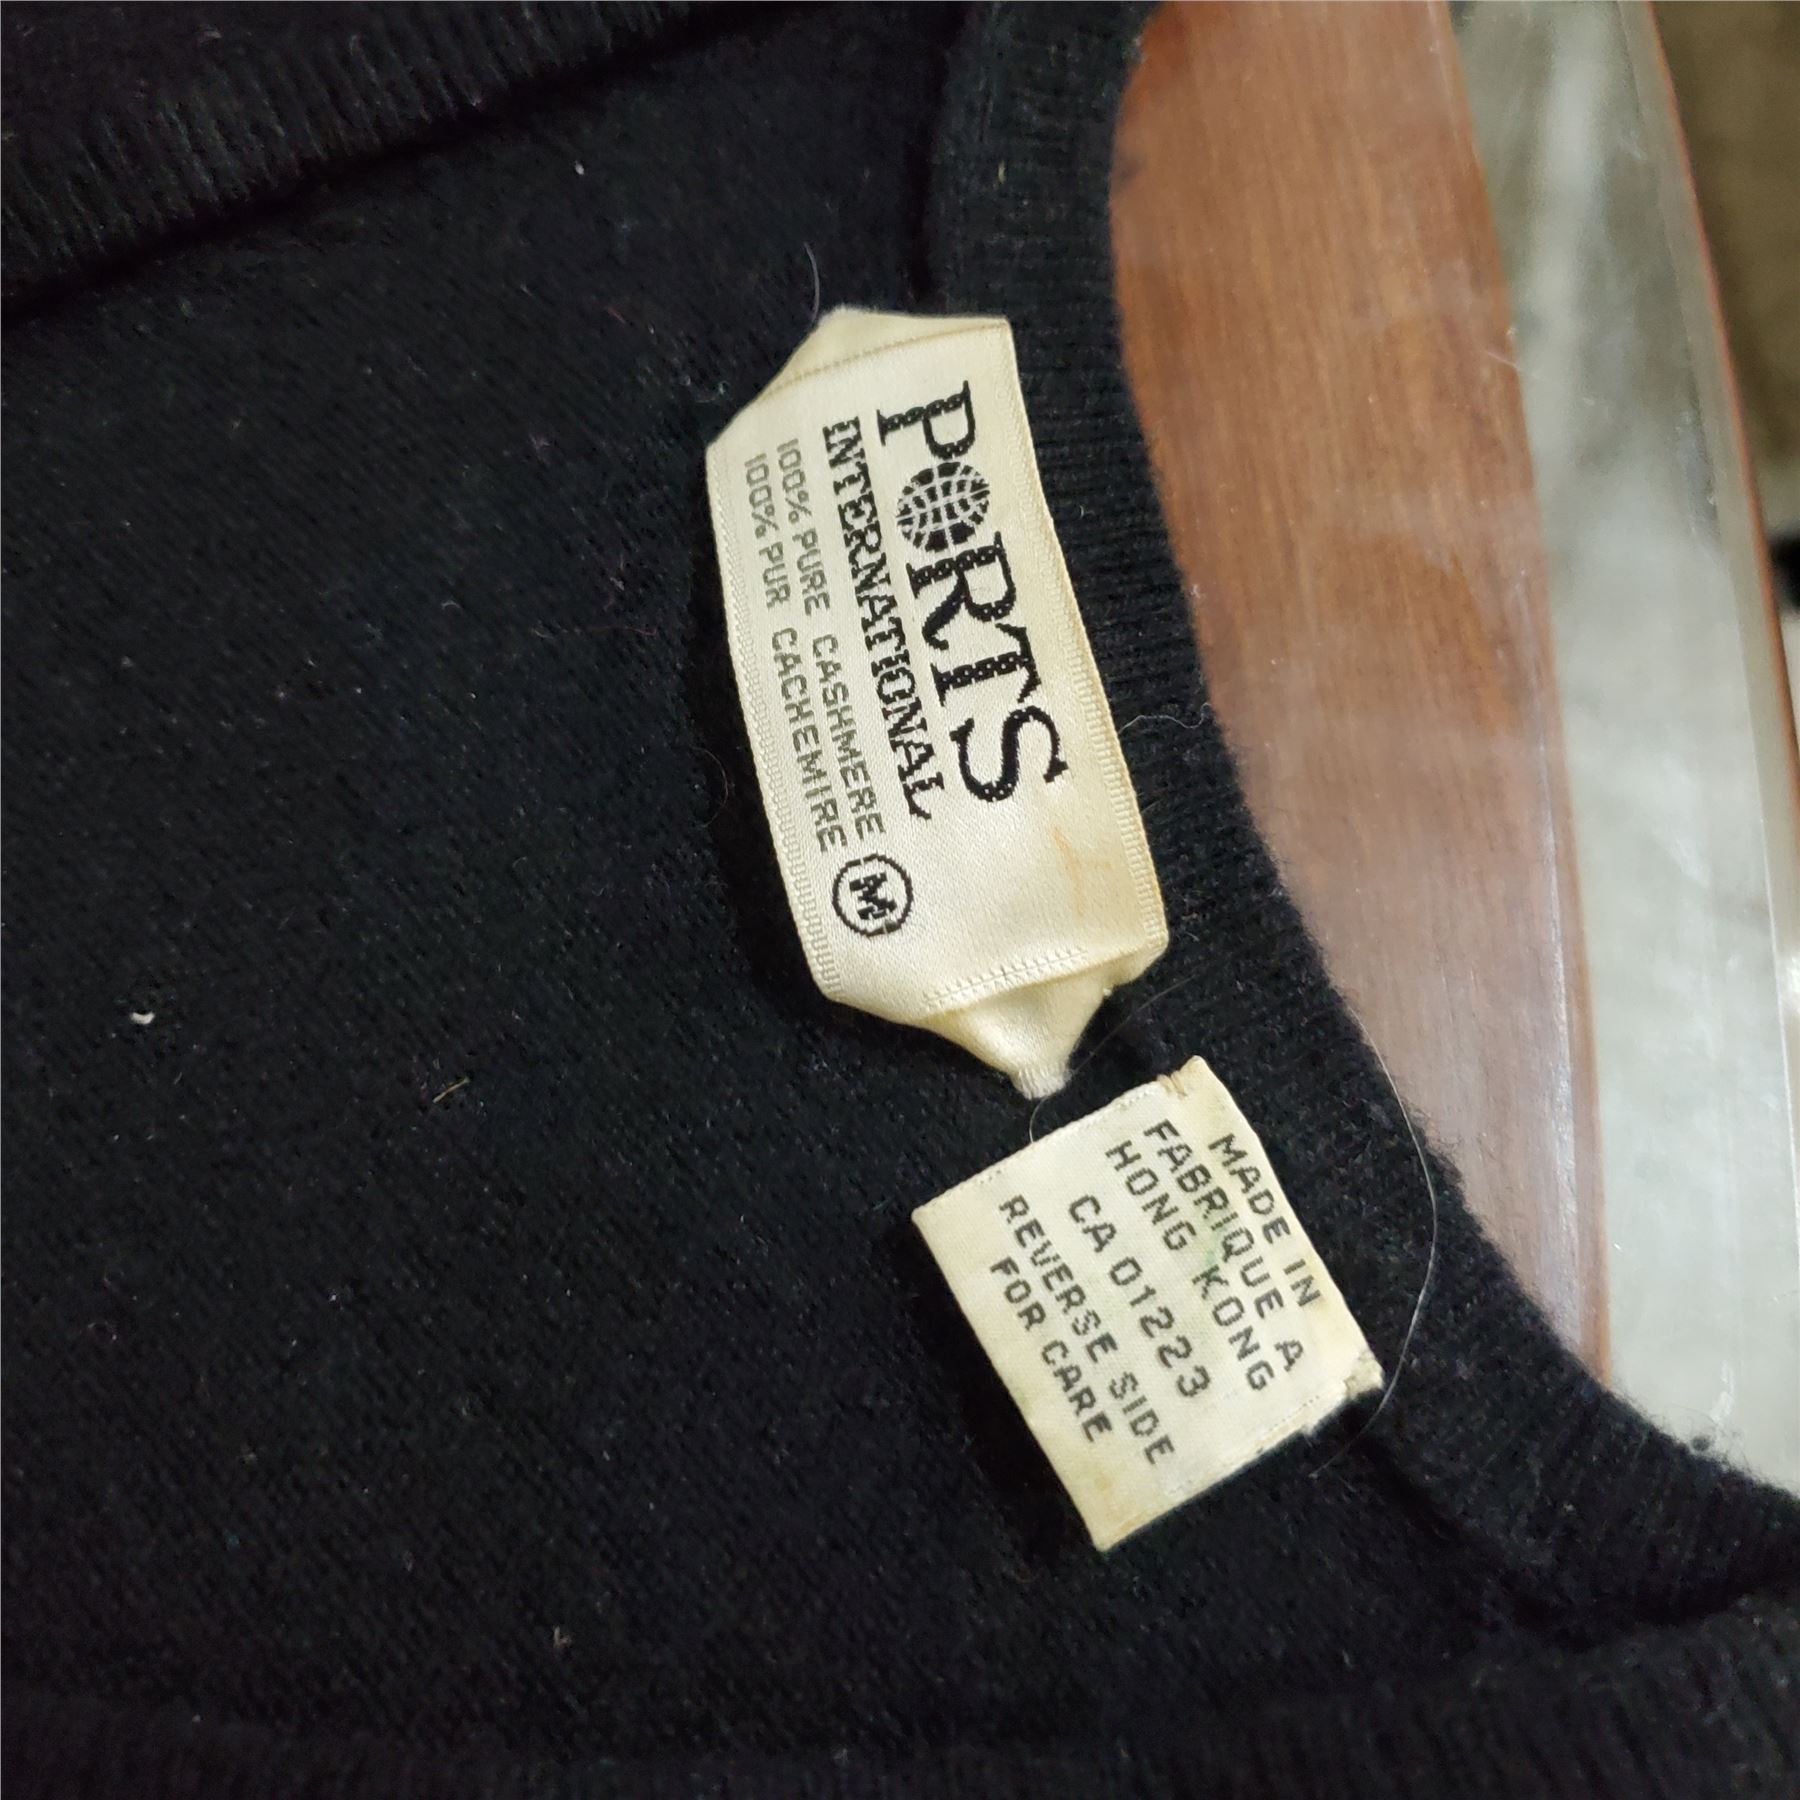 PORTS
INTERNATIONAL
100% PURE CASHMERE
100% PUR CACHEMIRE
M
MADE IN
FABRIQUE A
HONG KONG
CA 01223
REVERSE SIDE
FOR CARE